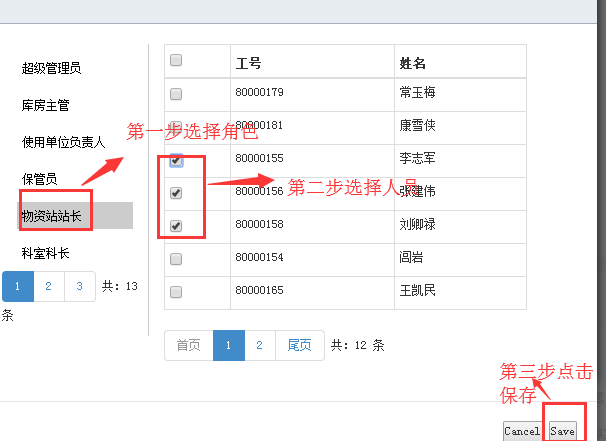 超级管理员
库房主管
使用单位负责人
保管员
物资站站长
科室科长
1 2 3 共: 13
条
工号 姓名
80000179 常玉梅
80000181 康雪侠
80000155 李志军
80000156 张建伟
80000158 刘卿禄
80000154 阎岩
80000165 王凯民
首页 1 2 尾页 共: 12 条
第一步选择角色
第二步选择人员
第三步点击
保存
Cancel Save